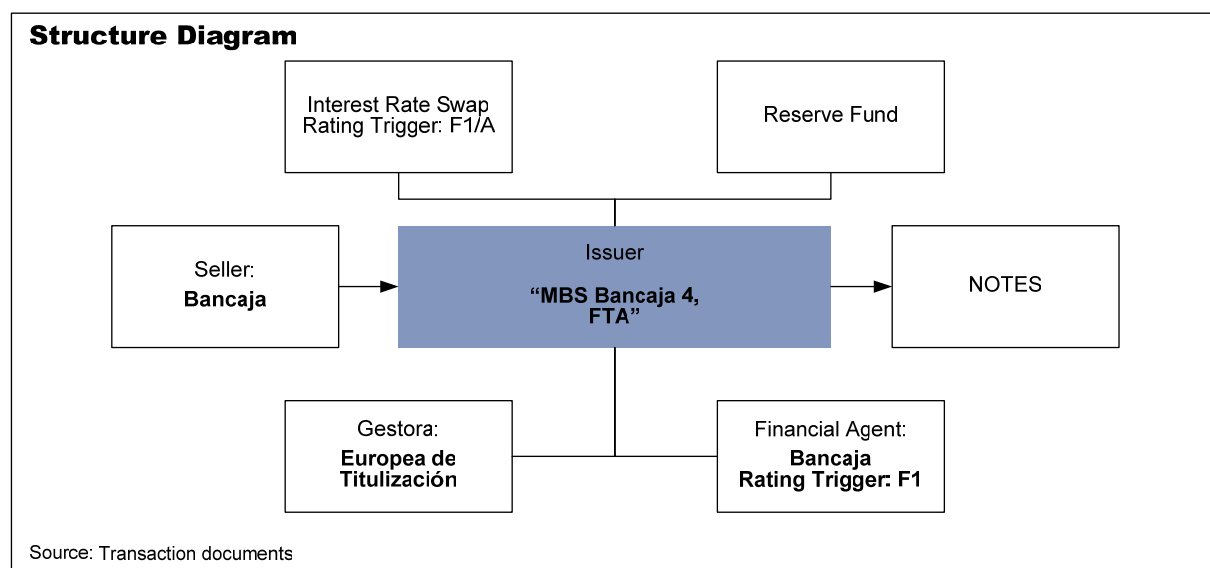 Structure Diagram
Interest Rate Swap
Rating Trigger: F1/A
Reserve Fund
Seller:
Bancaja
Issuer
“MBS Bancaja 4,
FTA”
NOTES
Gestora:
Europea de
Titulización
Financial Agent:
Bancaja
Rating Trigger: F1
Source: Transaction documents